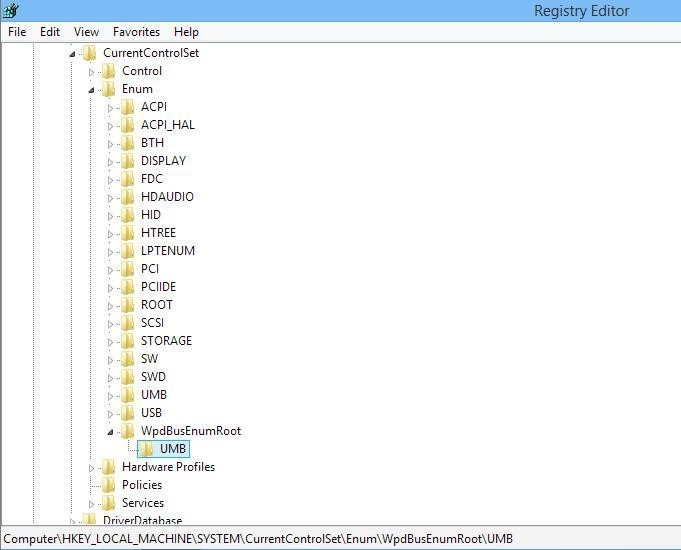 Registry Editor
File Edit View Favorites Help
CurrentControlSet
Control
Enum
ACPI
ACPI_HAL
BTH
DISPLAY
FDC
HDAUDIO
HID
HTREE
LPTENUM
PCI
PCIIDE
ROOT
SCSI
STORAGE
SW
SWD
UMB
USB
WpdBusEnumRoot
UMB
Hardware Profiles
Policies
Services
DriverDatabase
Computer\HKEY_LOCAL_MACHINE\SYSTEM\CurrentControlSet\Enum\WpdBusEnumRoot\UMB